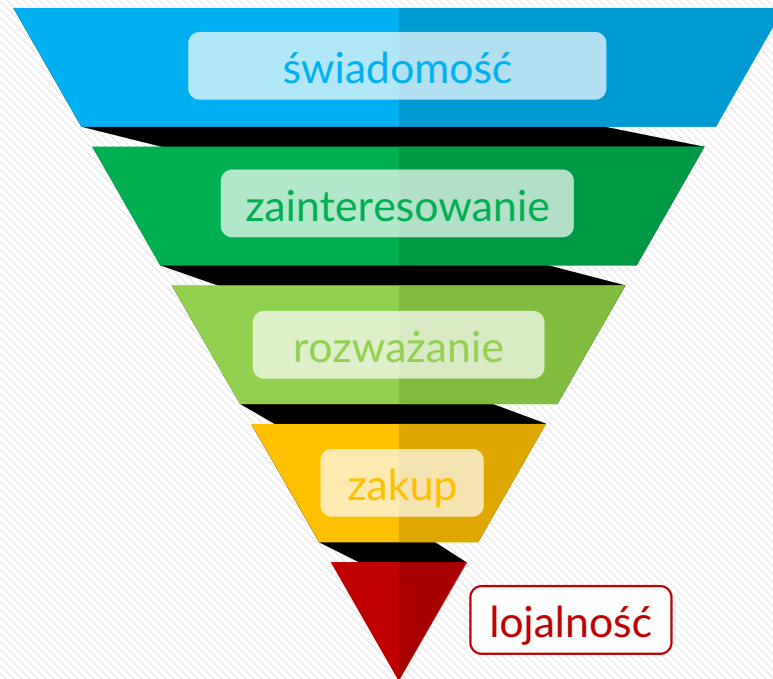 świadomość
zainteresowanie
rozważanie
zakup
lojalność